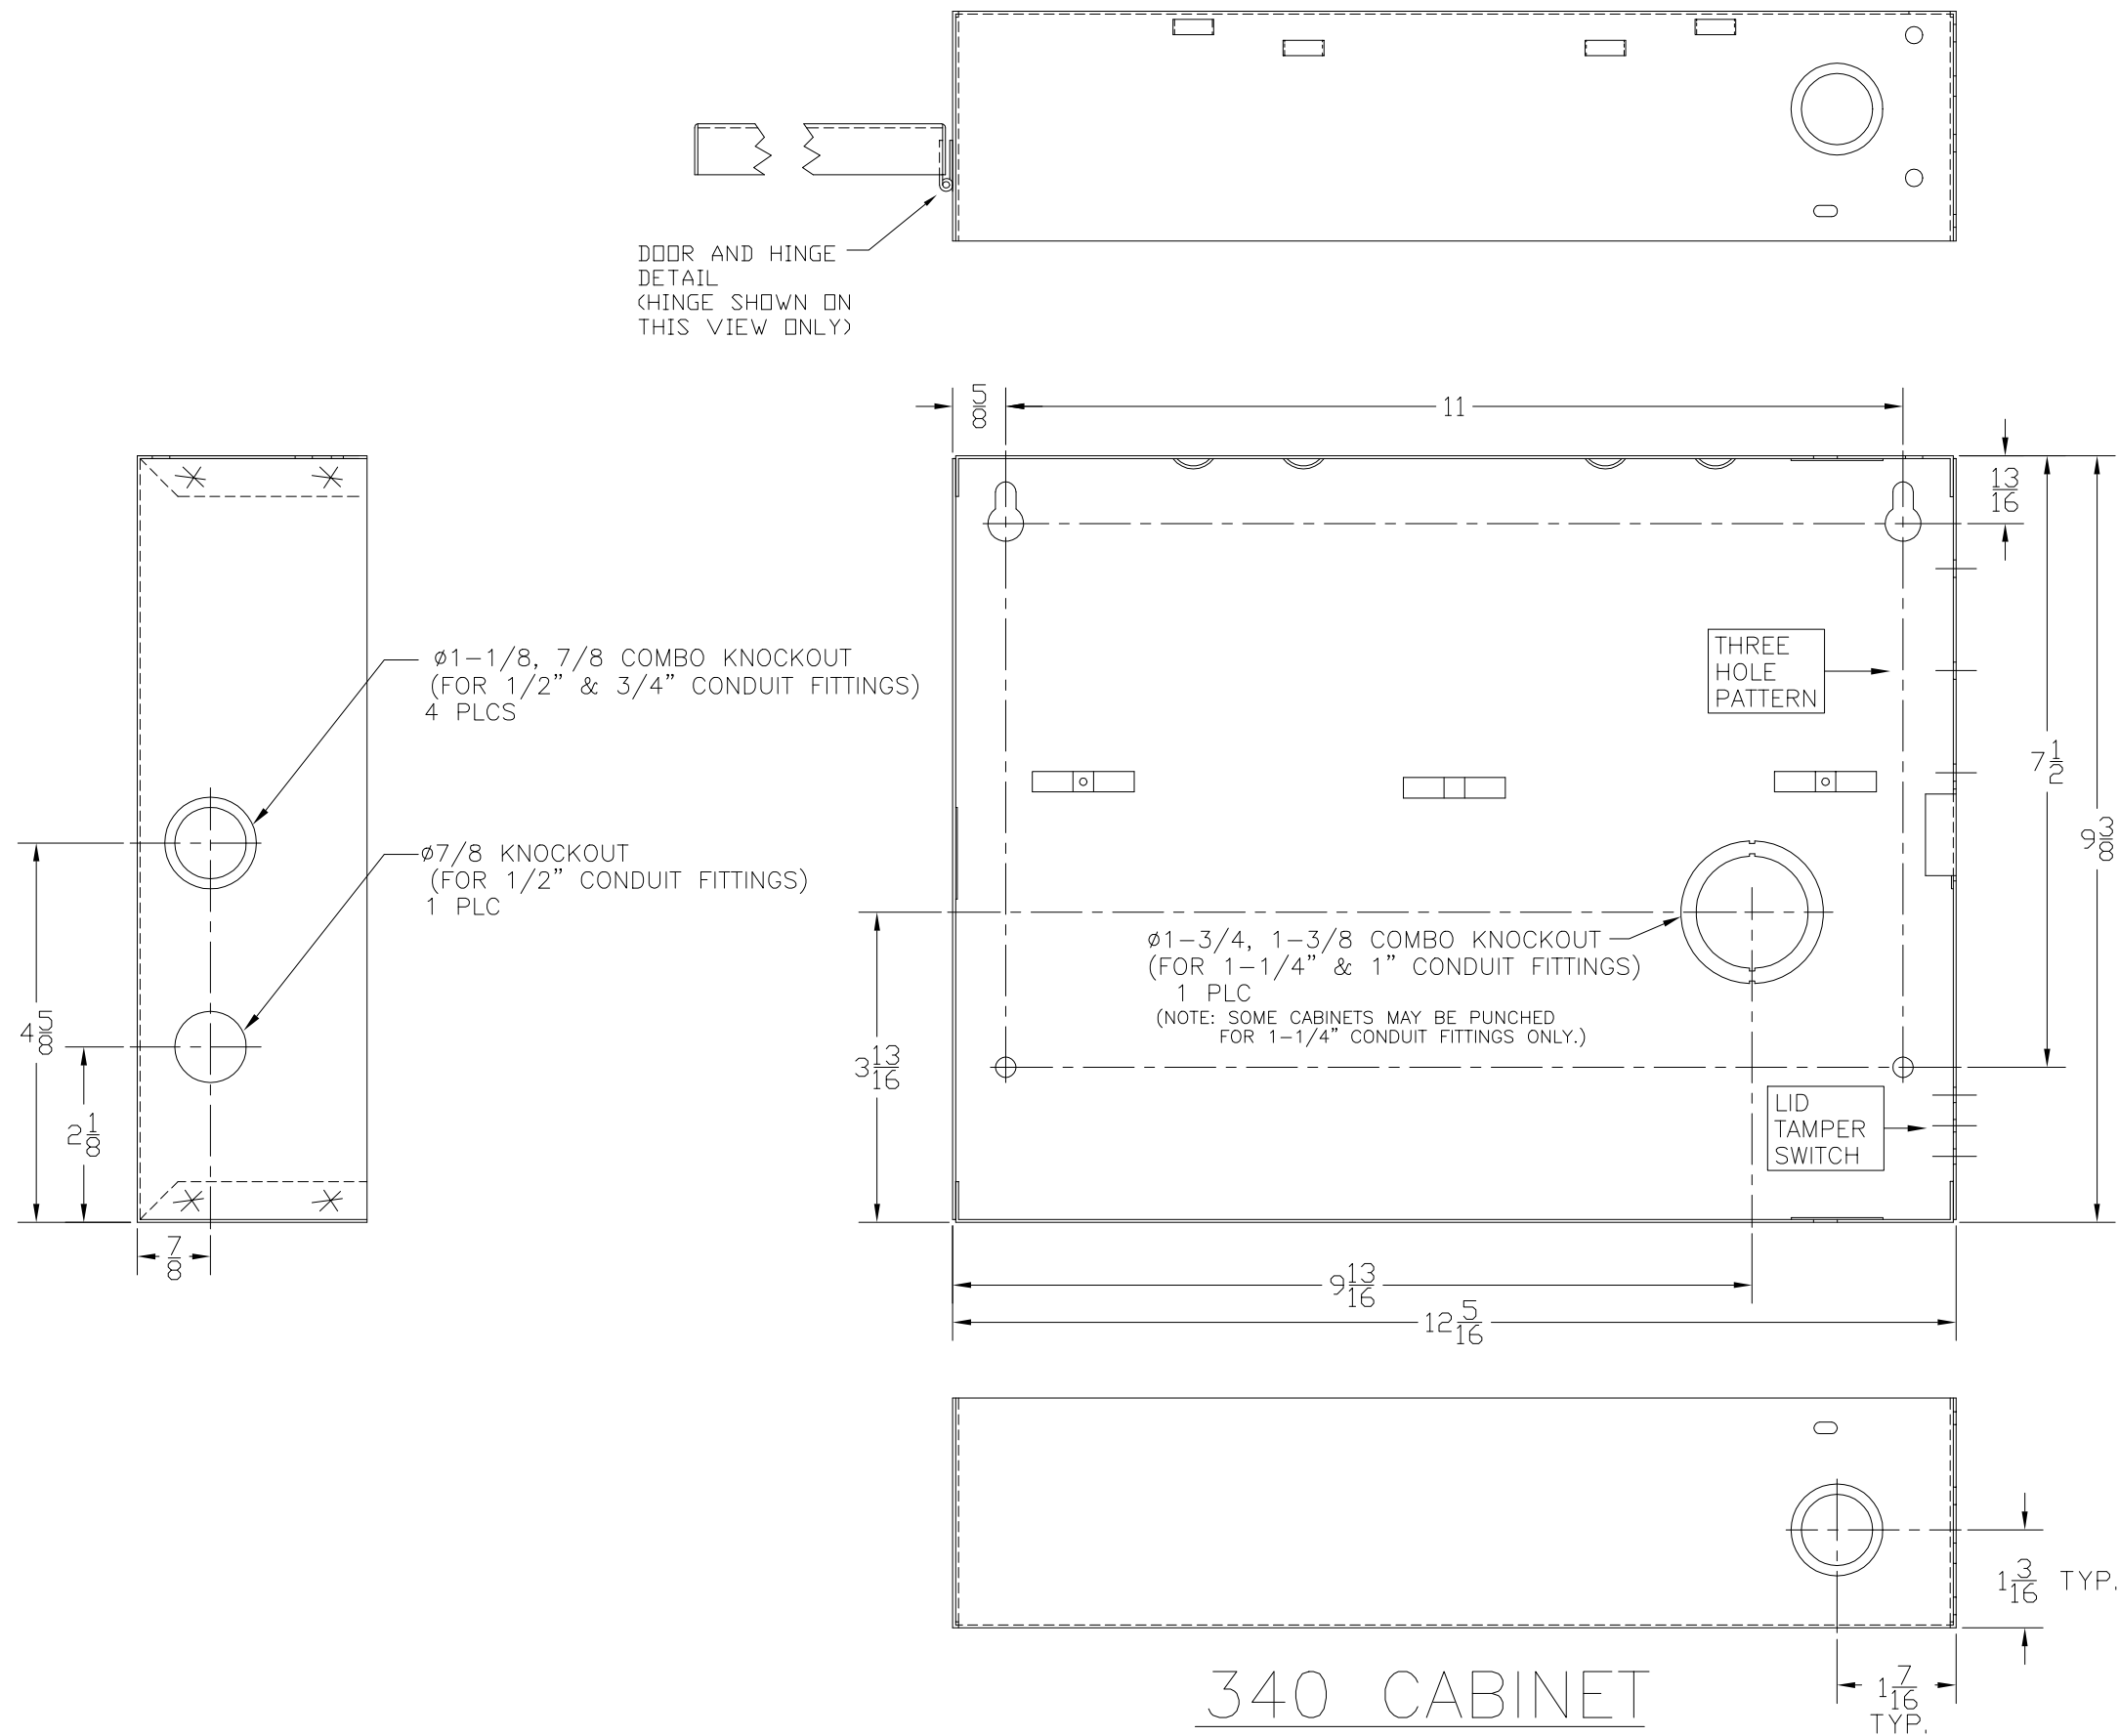 DOOR AND HINGE
DETAIL
(HINGE SHOWN ON
THIS VIEW ONLY)
5/8
11
13/16
Ø1-1/8, 7/8 COMBO KNOCKOUT
(FOR 1/2" & 3/4" CONDUIT FITTINGS)
4 PLCS
THREE
HOLE
PATTERN
7 1/2
9 3/8
Ø7/8 KNOCKOUT
(FOR 1/2" CONDUIT FITTINGS)
1 PLC
Ø1-3/4, 1-3/8 COMBO KNOCKOUT
(FOR 1-1/4" & 1" CONDUIT FITTINGS)
1 PLC
(NOTE: SOME CABINETS MAY BE PUNCHED
FOR 1-1/4" CONDUIT FITTINGS ONLY.)
4 5/8
3 13/16
2 1/8
LID
TAMPER
SWITCH
7/8
9 13/16
12 5/16
1 3/16 TYP.
1 7/16
TYP.
340 CABINET